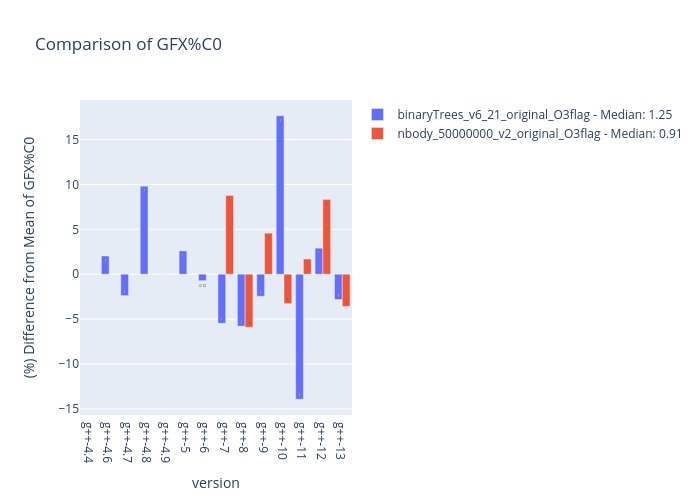 Comparison of GFX%C0
binaryTrees_v6_21_original_O3flag - Median: 1.25
nbody_50000000_v2_original_O3flag - Median: 0.91
(%) Difference from Mean of GFX%C0
15
10
5
0
−5
−10
−15
g++-4.4
g++-4.6
g++-4.7
g++-4.8
g++-4.9
g++-5
g++-6
g++-7
g++-8
g++-9
g++-10
g++-11
g++-12
g++-13
version